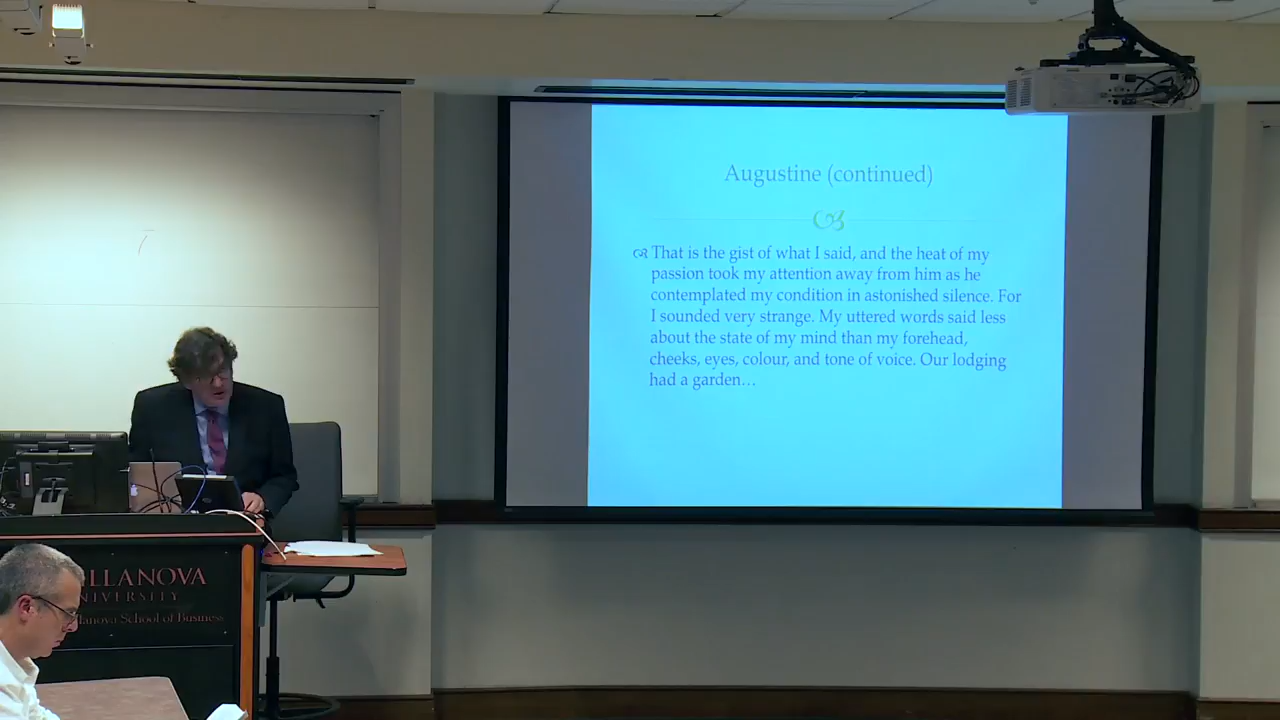 Augustine (continued)
That is the gist of what I said, and the heat of my
passion took my attention away from him as he
contemplated my condition in astonished silence. For
I sounded very strange. My uttered words said less
about the state of my mind than my forehead,
cheeks, eyes, colour, and tone of voice. Our lodging
had a garden…
LLANOVA
NIVERSITY
lanova School of Business